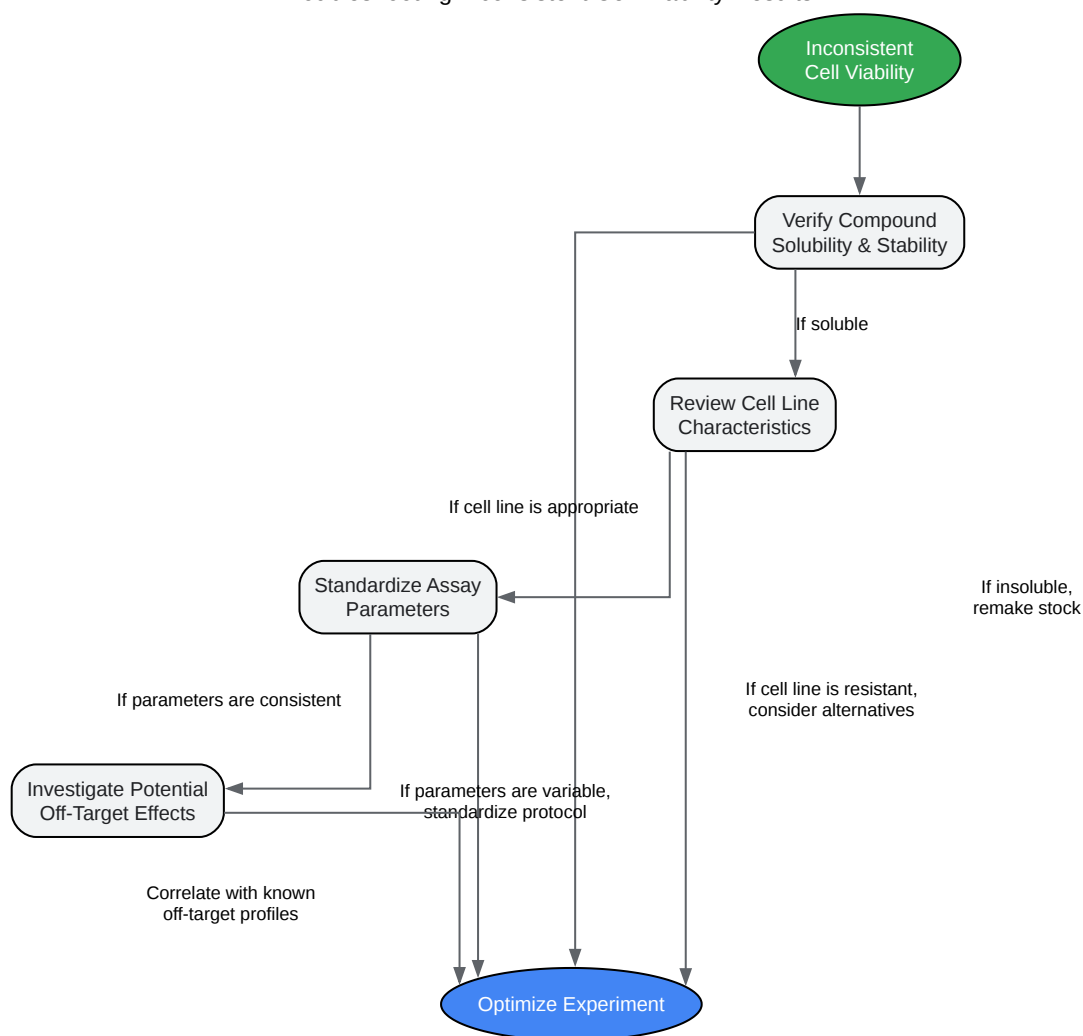 Inconsistent
Cell Viability
Verify Compound
Solubility & Stability
If soluble
Review Cell Line
Characteristics
If cell line is appropriate
Standardize Assay
Parameters
If insoluble,
remake stock
If parameters are consistent
If cell line is resistant,
consider alternatives
Investigate Potential
Off-Target Effects
If parameters are variable,
standardize protocol
Correlate with known
off-target profiles
Optimize Experiment